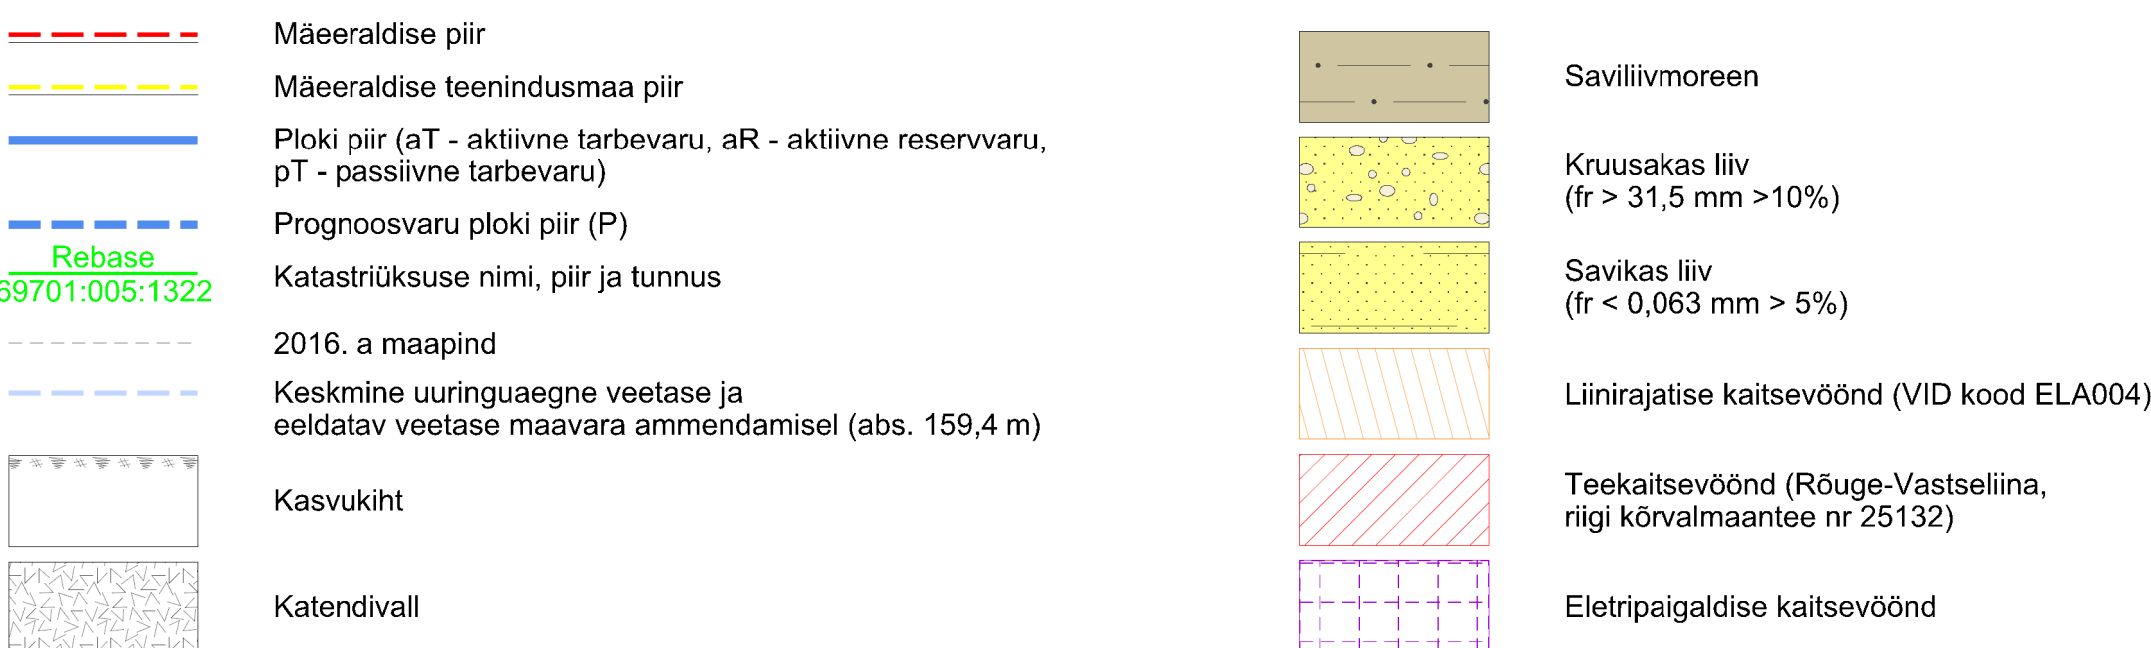 Mäeeraldise piir
Mäeeraldise teenindusmaa piir
Ploki piir (aT - aktiivne tarbevaru, aR - aktiivne reservvaru,
pT - passiivne tarbevaru)
Prognoosvaru ploki piir (P)
Rebase
69701:005:1322
Katastriüksuse nimi, piir ja tunnus
2016. a maapind
Keskmine uuringuaegne veetase ja
eeldatav veetase maavara ammendamisel (abs. 159,4 m)
Kasvukiht
Katendivall
Saviliivmoreen
Kruusakas liiv
(fr > 31,5 mm >10%)
Savikas liiv
(fr < 0,063 mm > 5%)
Liinirajatise kaitsevöönd (VID kood ELA004)
Teekaitsevöönd (Rõuge-Vastseliina,
riigi kõrvalmaantee nr 25132)
Eletripaigaldise kaitsevöönd